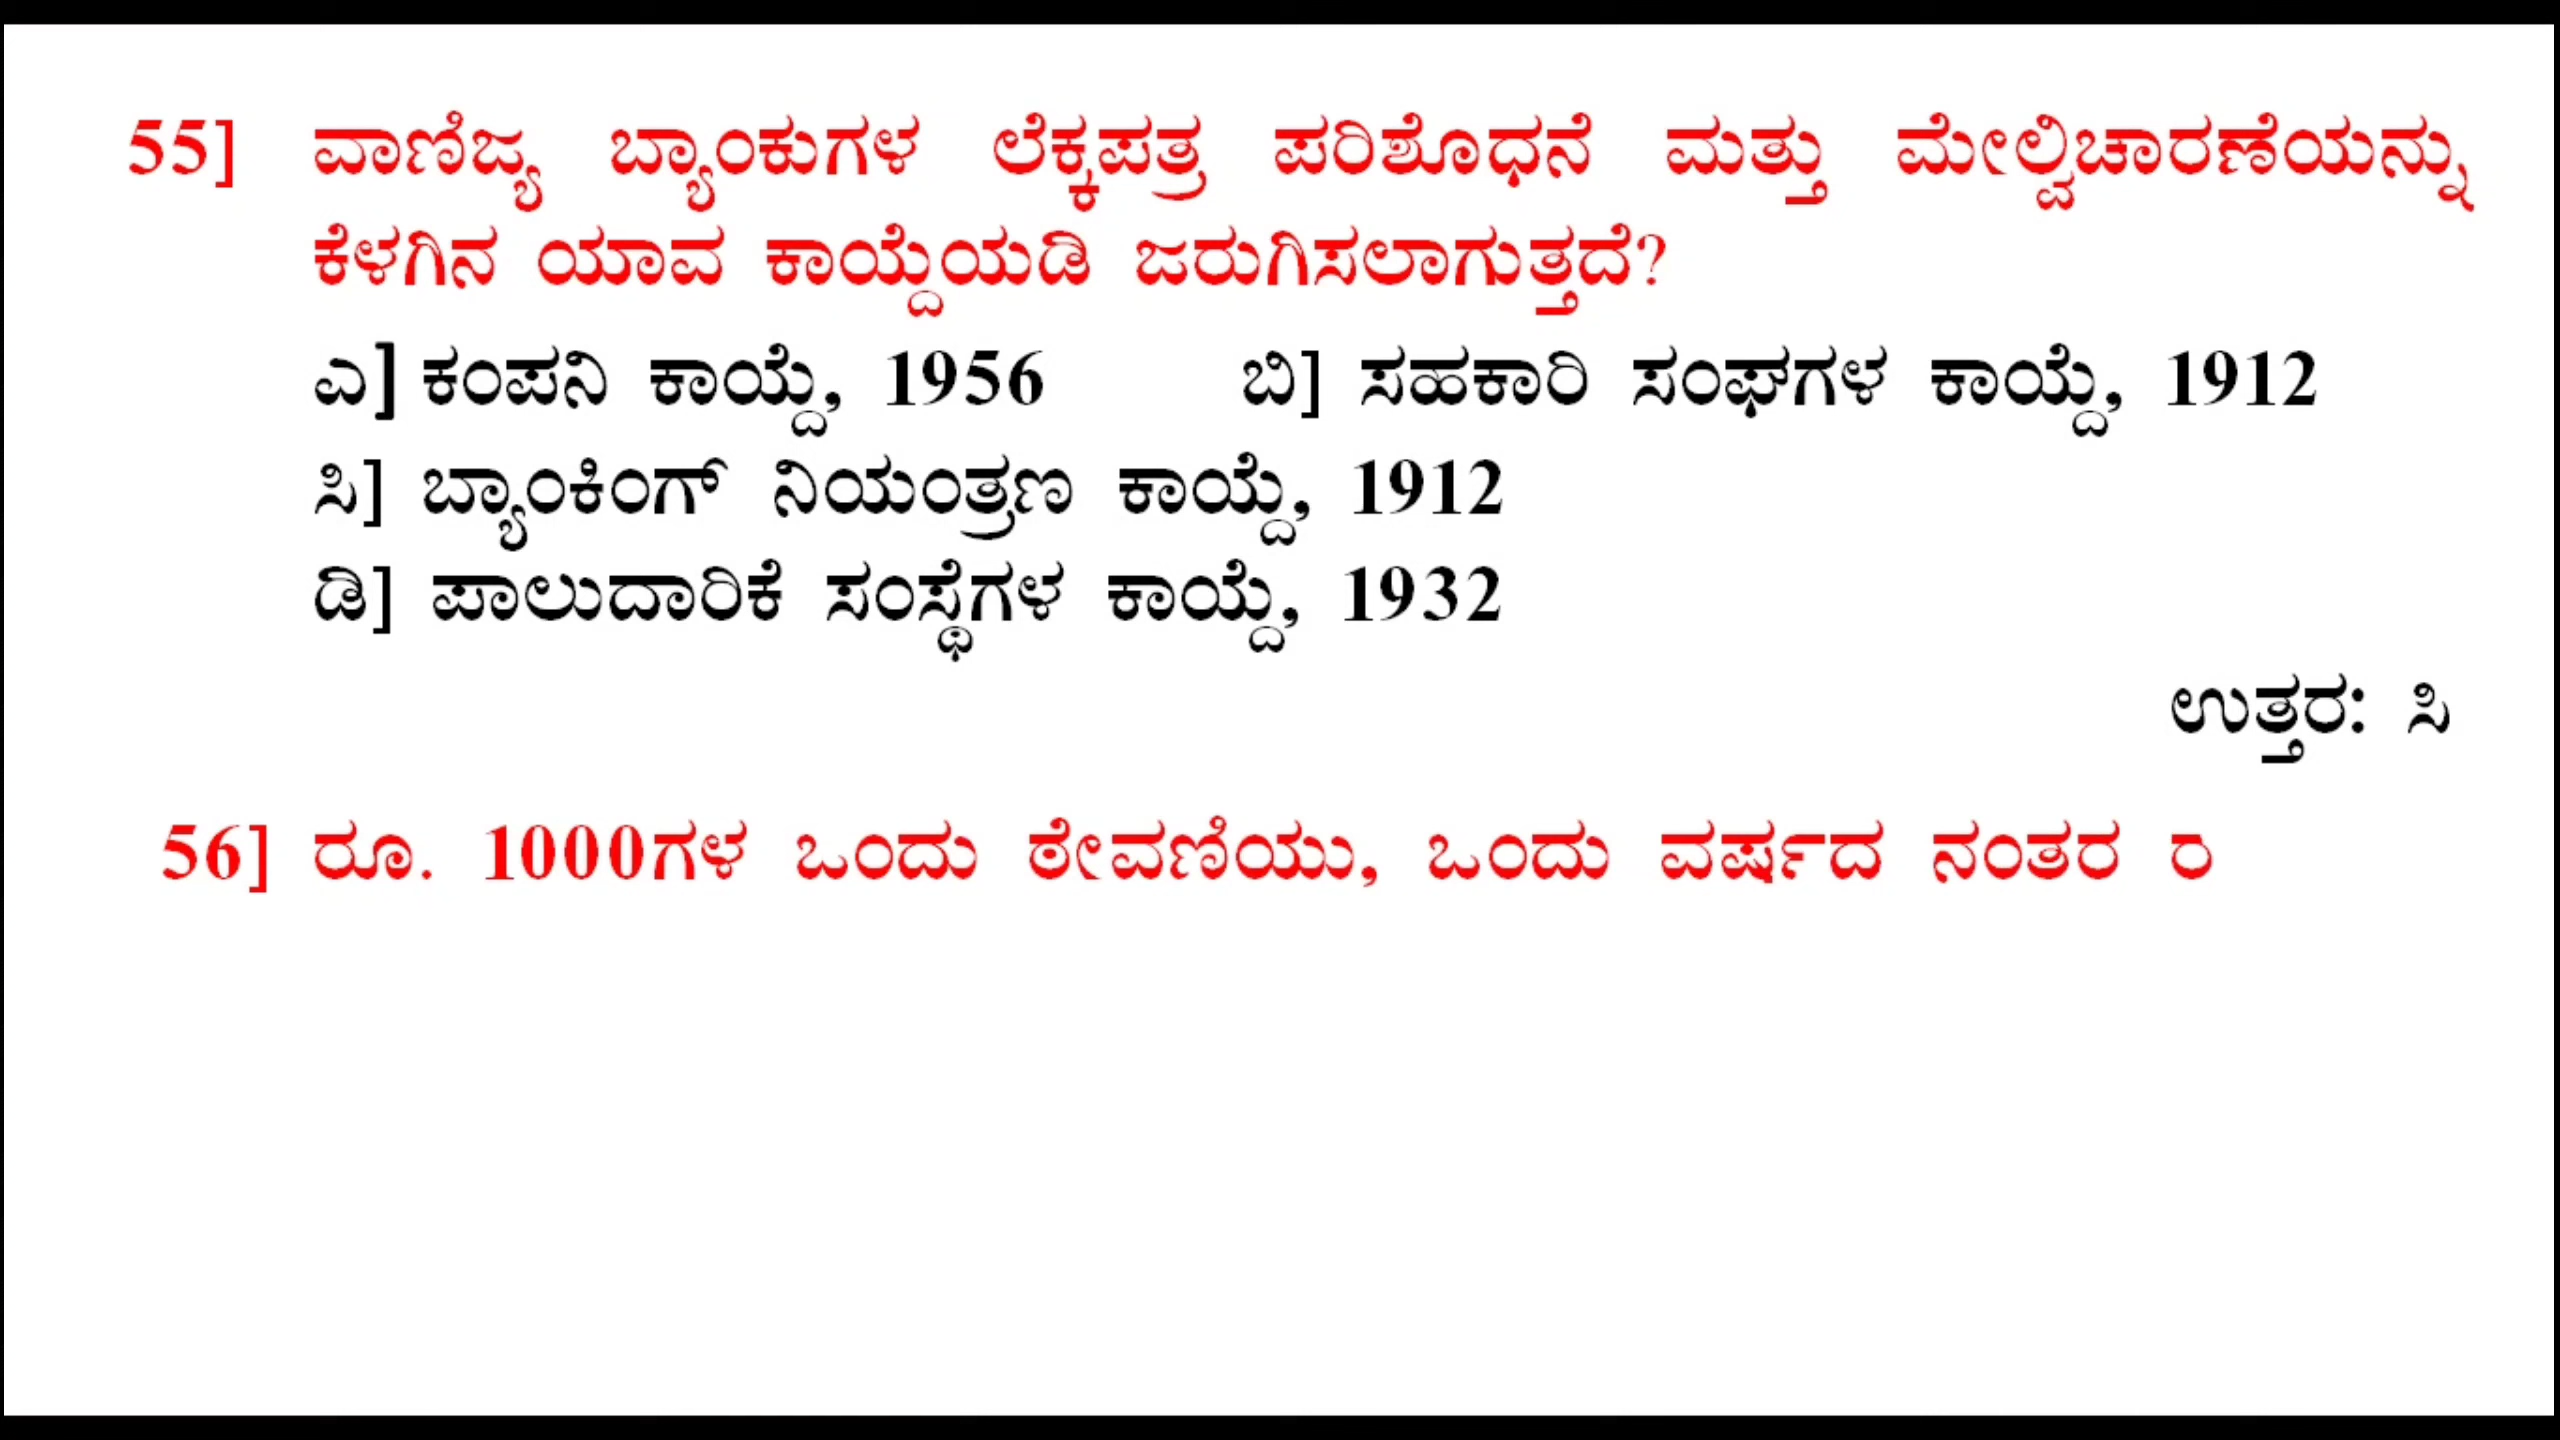 55] ವಾಣಿಜ್ಯ ಬ್ಯಾಂಕುಗಳ ಲೆಕ್ಕಪತ್ರ ಪರಿಶೋಧನೆ ಮತ್ತು ಮೇಲ್ವಿಚಾರಣೆಯನ್ನು
ಕೆಳಗಿನ ಯಾವ ಕಾಯ್ದೆಯಡಿ ಜರುಗಿಸಲಾಗುತ್ತದೆ?
ಎ] ಕಂಪನಿ ಕಾಯ್ದೆ, 1956 ಬಿ] ಸಹಕಾರಿ ಸಂಘಗಳ ಕಾಯ್ದೆ, 1912
ಸಿ] ಬ್ಯಾಂಕಿಂಗ್ ನಿಯಂತ್ರಣ ಕಾಯ್ದೆ, 1912
ಡಿ] ಪಾಲುದಾರಿಕೆ ಸಂಸ್ಥೆಗಳ ಕಾಯ್ದೆ, 1932
ಉತ್ತರ: ಸಿ
56] ರೂ. 1000ಗಳ ಒಂದು ಠೇವಣಿಯು, ಒಂದು ವರ್ಷದ ನಂತರ ರ